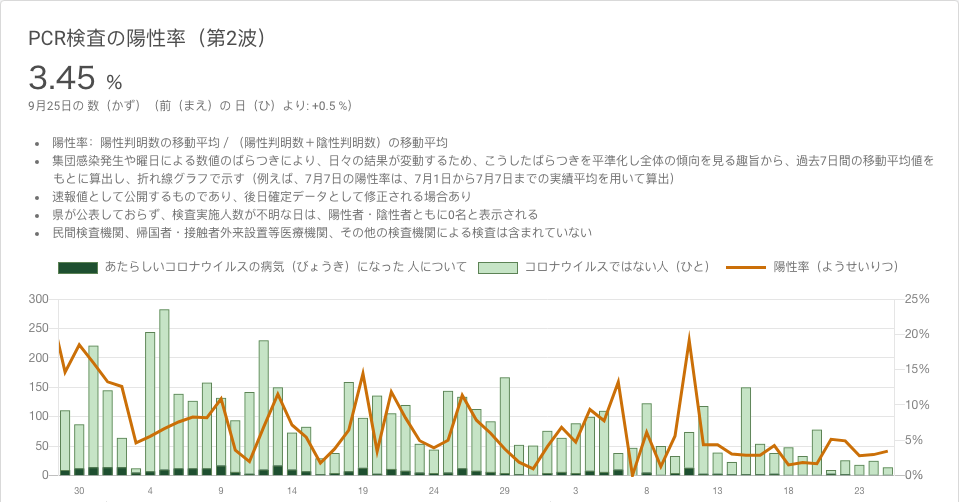 PCR検査の陽性率（第2波）
3.45 %
9月25日の 数（かず）（前（まえ）の 日（ひ）より: +0.5 %）
• 陽性率：陽性判明数の移動平均 / （陽性判明数＋陰性判明数）の移動平均
• 集団感染発生や曜日による数値のばらつきにより、日々の結果が変動するため、こうしたばらつきを平準化し全体の傾向を見る趣旨から、過去7日間の移動平均値を
もとに算出し、折れ線グラフで示す（例えば、7月7日の陽性率は、7月1日から7月7日までの実績平均を用いて算出）
• 速報値として公開するものであり、後日確定データとして修正される場合あり
• 県が公表しておらず、検査実施人数が不明な日は、陽性者・陰性者ともに0名と表示される
• 民間検査機関、帰国者・接触者外来設置等医療機関、その他の検査機関による検査は含まれていない
あたらしいコロナウイルスの病気（びょうき）になった 人について コロナウイルスではない人（ひと） 陽性率（ようせいりつ）
300 25%
250 20%
200 15%
150 10%
100 5%
50 0%
0
30 4 9 14 19 24 29 3 8 13 18 23